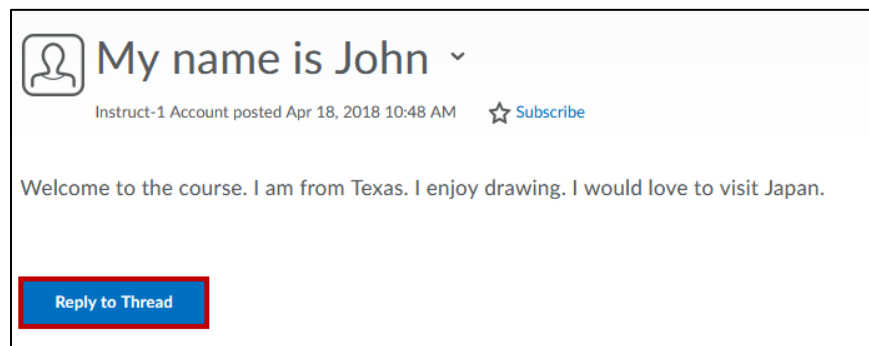 My name is John
Instruct-1 Account posted Apr 18, 2018 10:48 AM Subscribe
Welcome to the course. I am from Texas. I enjoy drawing. I would love to visit Japan.
Reply to Thread